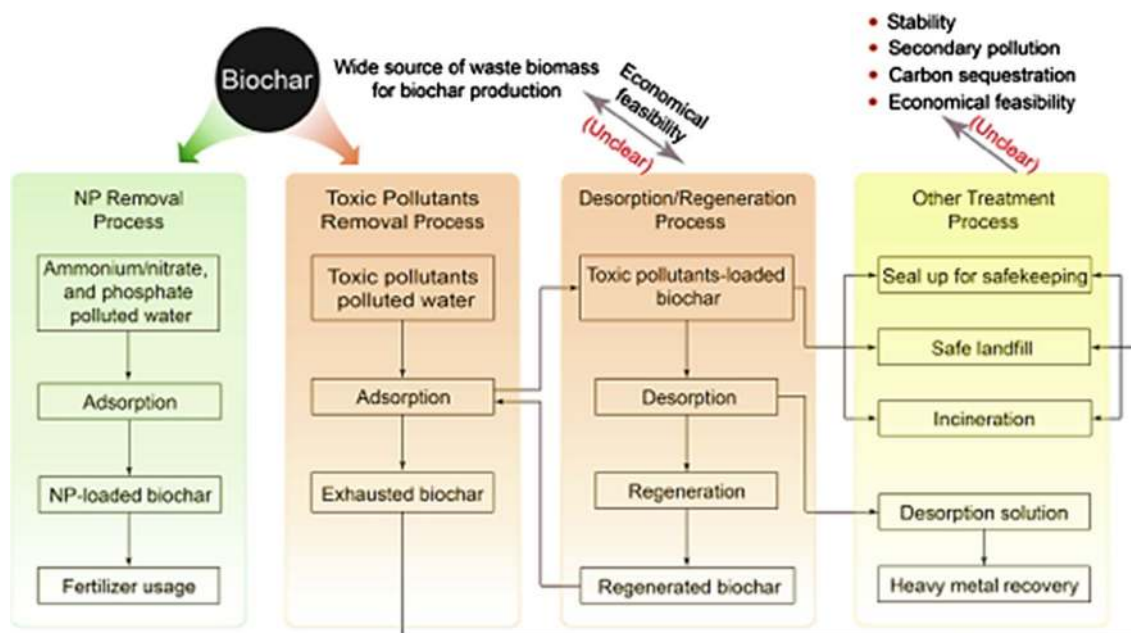 Biochar
Wide source of waste biomass
for biochar production
Economical
feasibility
(Unclear)
• Stability
• Secondary pollution
• Carbon sequestration
• Economical feasibility
(Unclear)
NP Removal
Process
Ammonium/nitrate,
and phosphate
polluted water
Adsorption
NP-loaded biochar
Fertilizer usage
Toxic Pollutants
Removal Process
Toxic pollutants
polluted water
Adsorption
Exhausted biochar
Desorption/Regeneration
Process
Toxic pollutants-loaded
biochar
Desorption
Regeneration
Regenerated biochar
Other Treatment
Process
Seal up for safekeeping
Safe landfill
Incineration
Desorption solution
Heavy metal recovery